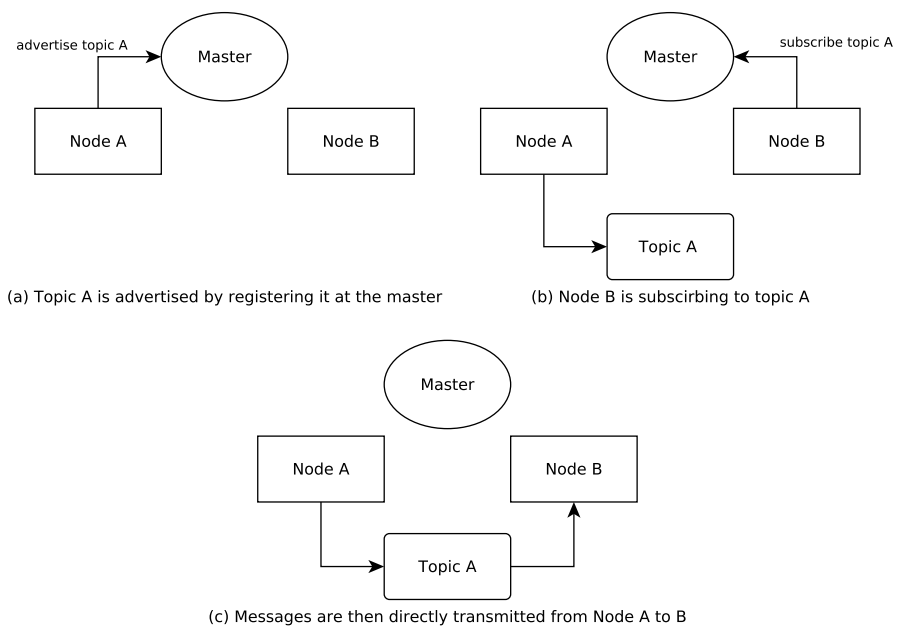 advertise topic A
Master
Node A
Node B
(a) Topic A is advertised by registering it at the master
Master
subscribe topic A
Node A
Node B
Topic A
(b) Node B is subscirbing to topic A
Master
Node A
Node B
Topic A
(c) Messages are then directly transmitted from Node A to B